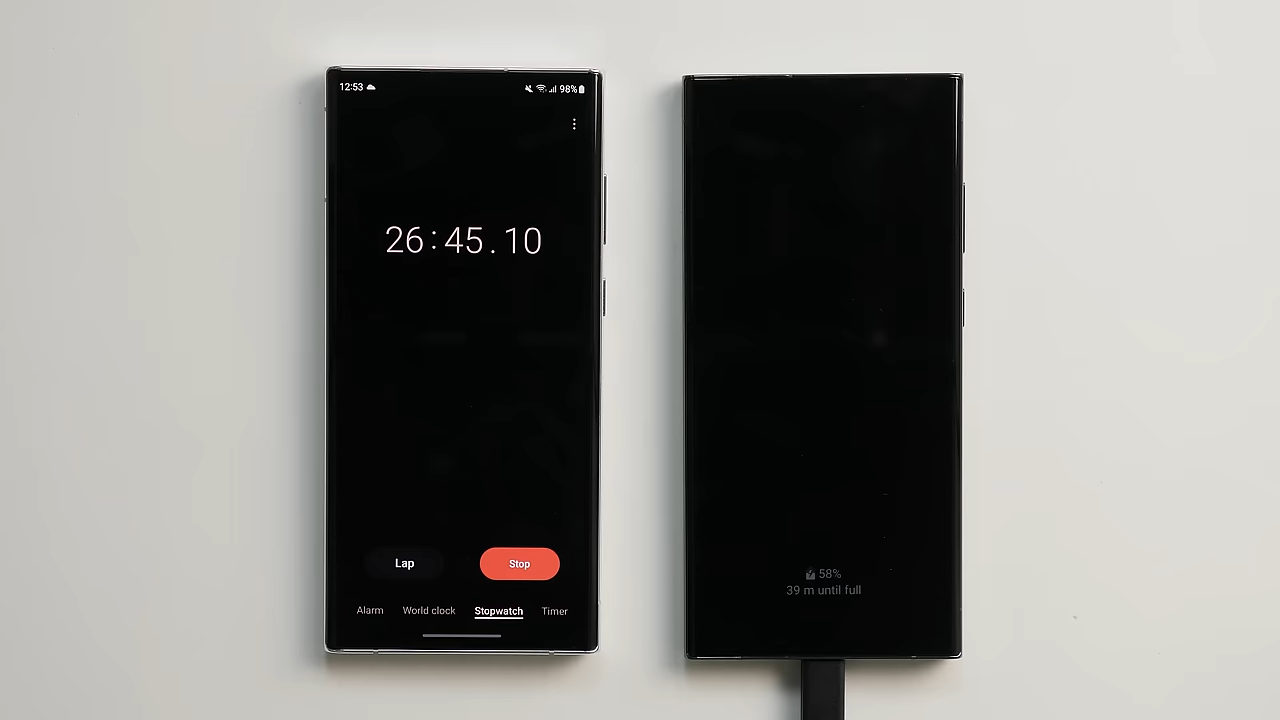 12:53 98%
26:45.10
Lap Stop
Alarm World clock Stopwatch Timer
58%
39 m until full